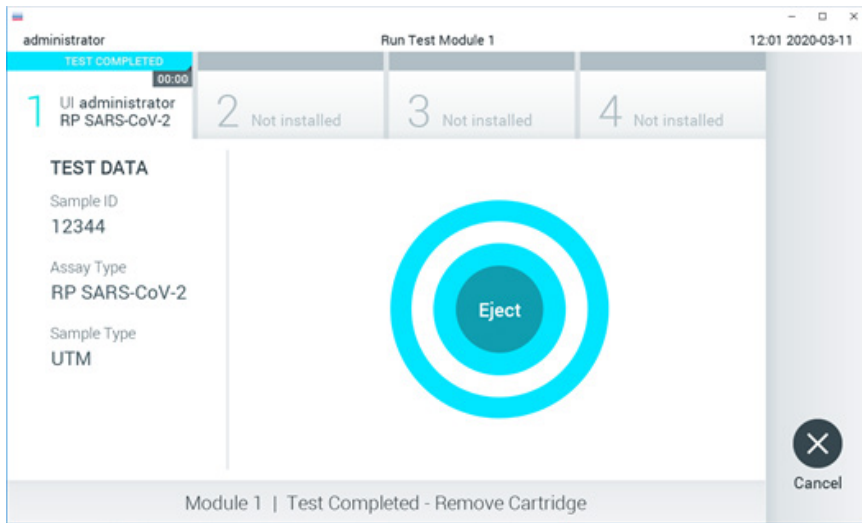 administrator Run Test Module 1 12:01 2020-03-11
TEST COMPLETED
00:00
1 UI administrator
RP SARS-CoV-2
2 Not installed
3 Not installed
4 Not installed
TEST DATA
Sample ID
12344
Assay Type
RP SARS-CoV-2
Sample Type
UTM
Eject
Cancel
Module 1 | Test Completed - Remove Cartridge